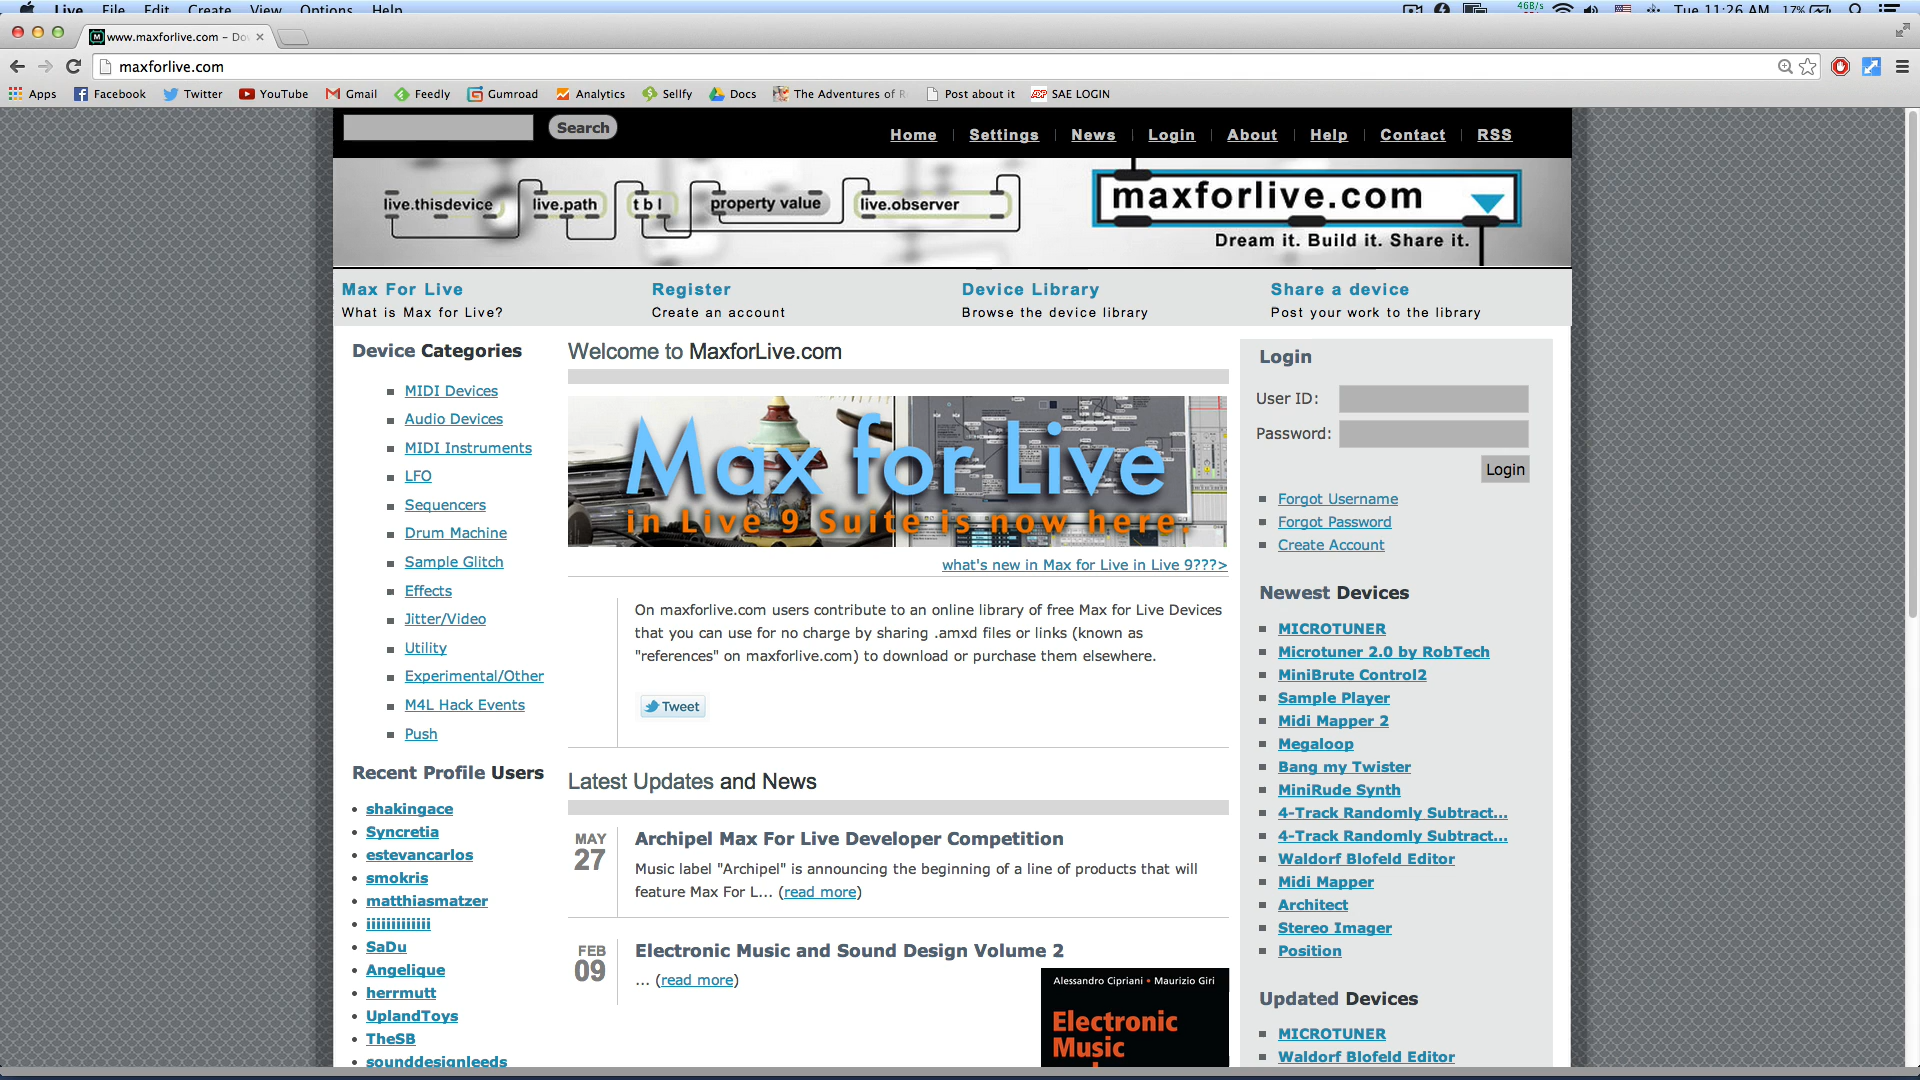 Live File Edit Create View Options Help
4GB/s Tue 11:26 AM 17%
www.maxforlive.com – Do
maxforlive.com
Apps Facebook Twitter YouTube Gmail Feedly Gumroad Analytics Sellfy Docs The Adventures of R Post about it SAE LOGIN
Search
Home Settings News Login About Help Contact RSS
live.thisdevice live.path t b l property value live.observer
maxforlive.com
Dream it. Build it. Share it.
Max For Live
What is Max for Live?
Register
Create an account
Device Library
Browse the device library
Share a device
Post your work to the library
Device Categories
MIDI Devices
Audio Devices
MIDI Instruments
LFO
Sequencers
Drum Machine
Sample Glitch
Effects
Jitter/Video
Utility
Experimental/Other
M4L Hack Events
Push
Recent Profile Users
shakingace
Syncretia
estevancarlos
smokris
matthiasmatzer
iiiiiiiiiiiii
SaDu
Angelique
herrmutt
UplandToys
TheSB
sounddesignleeds
Welcome to MaxforLive.com
Max for Live
in Live 9 Suite is now here.
what's new in Max for Live in Live 9???>
On maxforlive.com users contribute to an online library of free Max for Live Devices
that you can use for no charge by sharing .amxd files or links (known as
"references" on maxforlive.com) to download or purchase them elsewhere.
Tweet
Latest Updates and News
MAY
27
Archipel Max For Live Developer Competition
Music label "Archipel" is announcing the beginning of a line of products that will
feature Max For L... (read more)
FEB
09
Electronic Music and Sound Design Volume 2
... (read more)
Alessandro Cipriani • Maurizio Giri
Electronic
Music
Login
User ID:
Password:
Login
Forgot Username
Forgot Password
Create Account
Newest Devices
MICROTUNER
Microtuner 2.0 by RobTech
MiniBrute Control2
Sample Player
Midi Mapper 2
Megaloop
Bang my Twister
MiniRude Synth
4-Track Randomly Subtract...
4-Track Randomly Subtract...
Waldorf Blofeld Editor
Midi Mapper
Architect
Stereo Imager
Position
Updated Devices
MICROTUNER
Waldorf Blofeld Editor